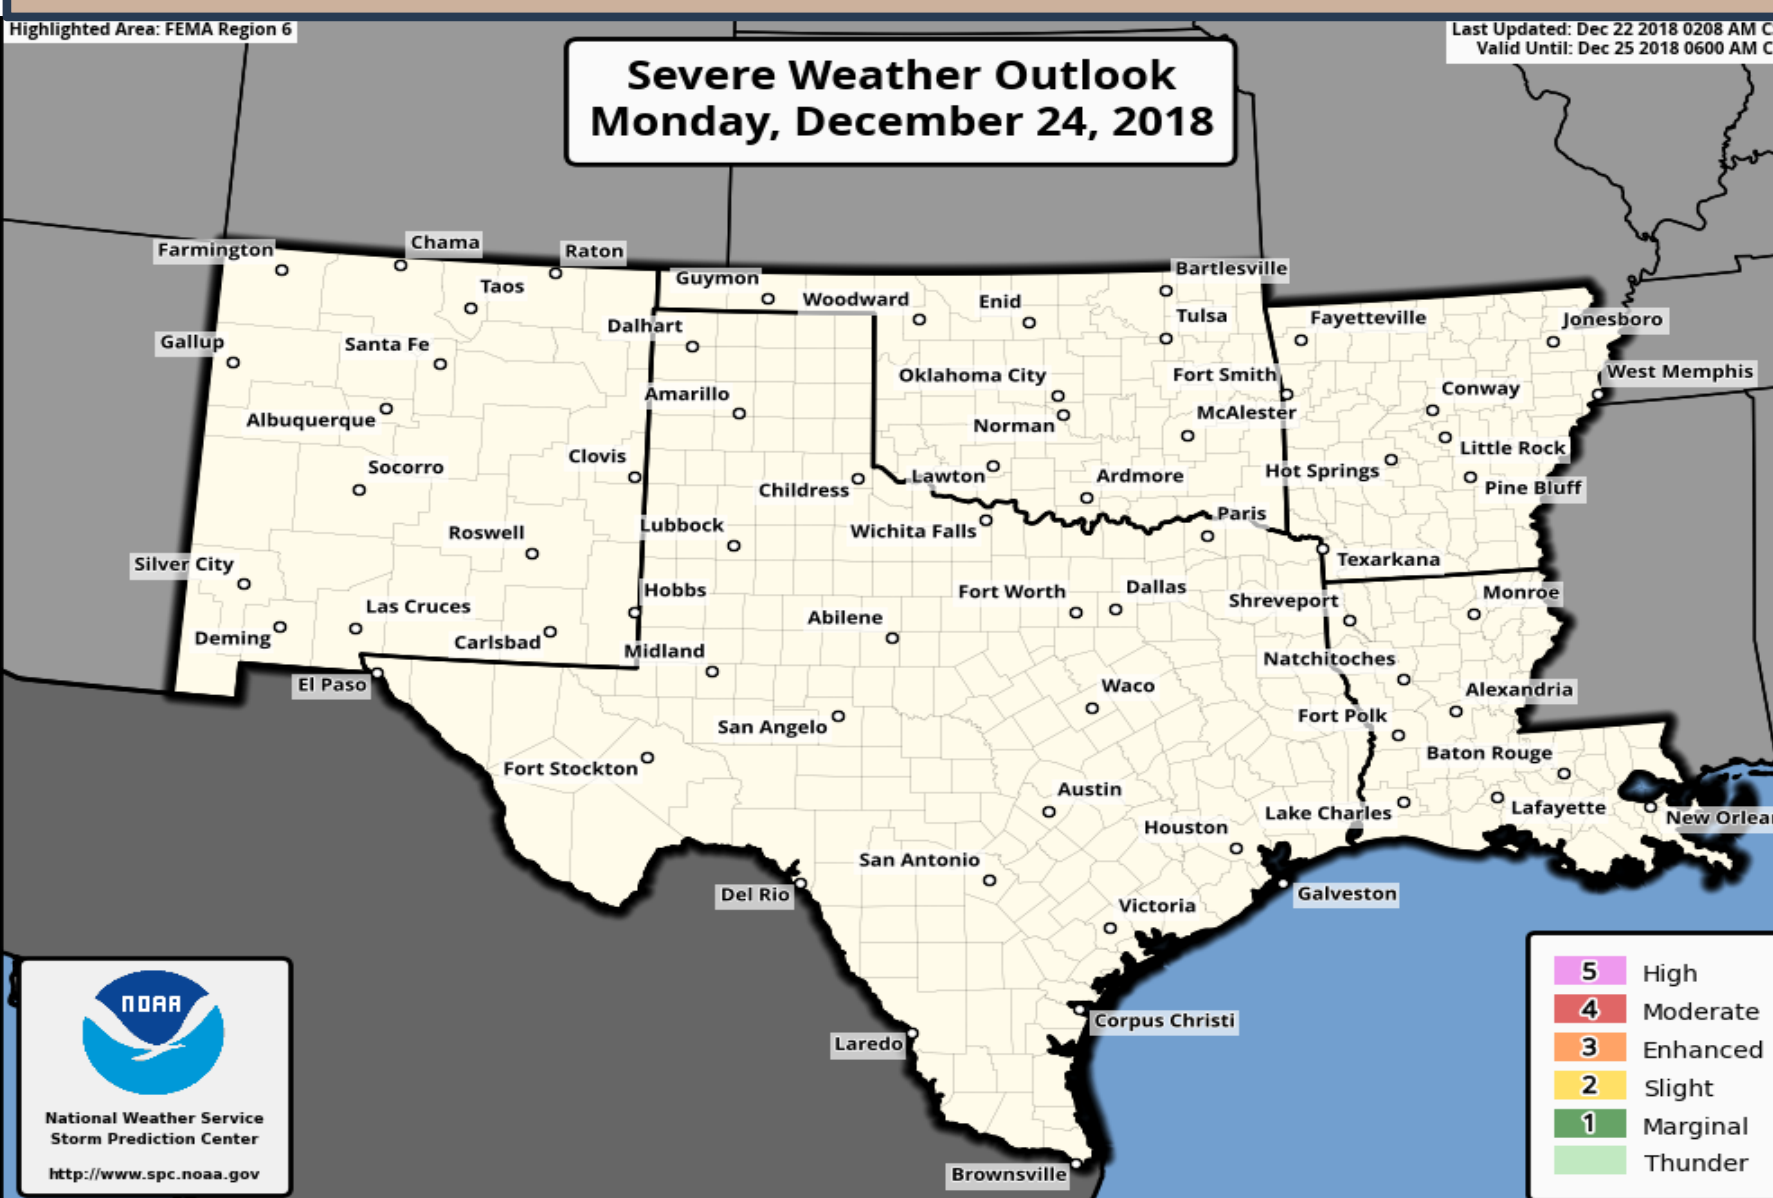 Highlighted Area: FEMA Region 6
Last Updated: Dec 22 2018 0208 AM C
Valid Until: Dec 25 2018 0600 AM C
Severe Weather Outlook
Monday, December 24, 2018
Farmington
Chama
Raton
Taos
Guymon
Woodward
Enid
Bartlesville
Tulsa
Fayetteville
Jonesboro
Gallup
Santa Fe
Dalhart
Amarillo
Oklahoma City
Fort Smith
West Memphis
Conway
Albuquerque
Norman
McAlester
Little Rock
Socorro
Clovis
Childress
Lawton
Ardmore
Hot Springs
Pine Bluff
Roswell
Lubbock
Wichita Falls
Paris
Texarkana
Silver City
Hobbs
Fort Worth
Dallas
Shreveport
Monroe
Las Cruces
Abilene
Deming
Carlsbad
Midland
Natchitoches
El Paso
Waco
Alexandria
San Angelo
Fort Polk
Fort Stockton
Baton Rouge
Austin
Lake Charles
Lafayette
New Orlean
Houston
San Antonio
Del Rio
Galveston
Victoria
Corpus Christi
Laredo
Brownsville
NOAA
National Weather Service
Storm Prediction Center
http://www.spc.noaa.gov
5 High
4 Moderate
3 Enhanced
2 Slight
1 Marginal
Thunder